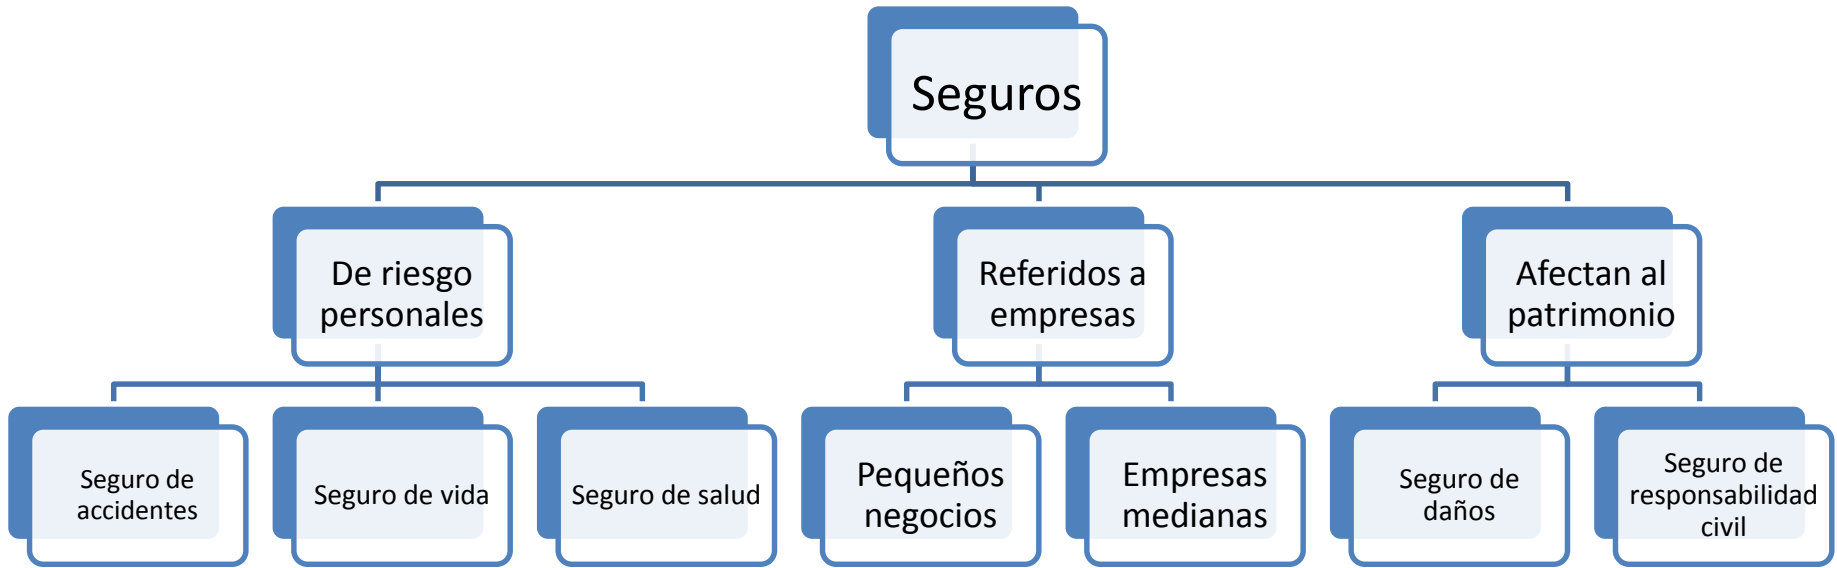 Seguros
De riesgo
personales
Referidos a
empresas
Afectan al
patrimonio
Seguro de
accidentes
Seguro de vida
Seguro de salud
Pequeños
negocios
Empresas
medianas
Seguro de
daños
Seguro de
responsabilidad
civil